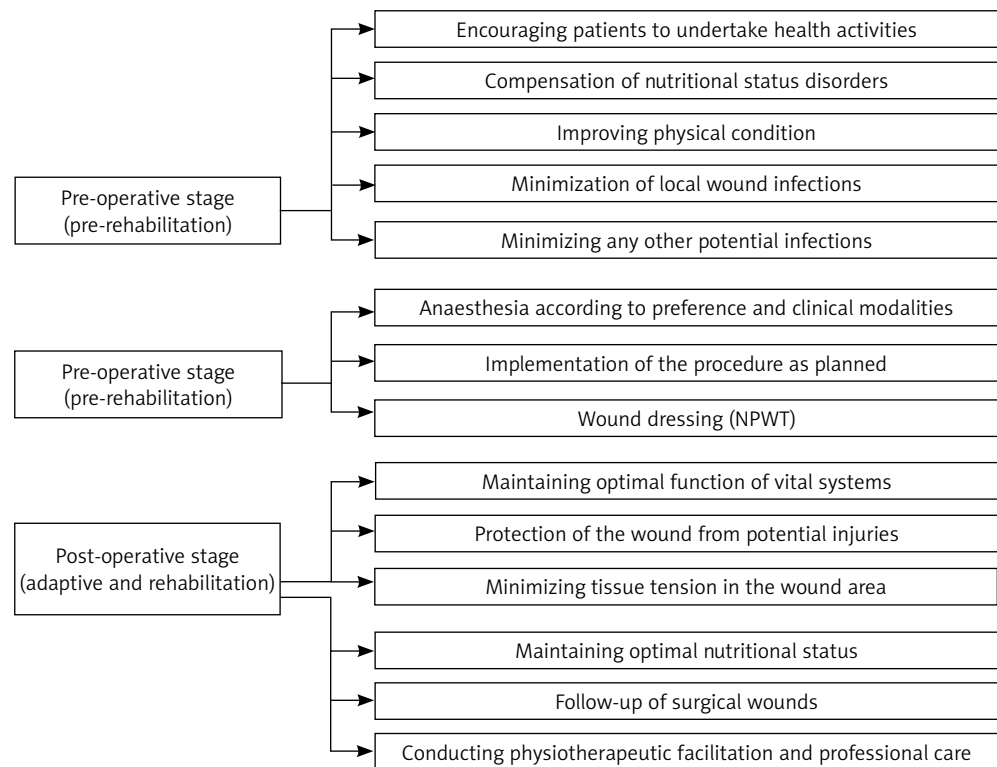 Pre-operative stage
(pre-rehabilitation)
Encouraging patients to undertake health activities
Compensation of nutritional status disorders
Improving physical condition
Minimization of local wound infections
Minimizing any other potential infections
Pre-operative stage
(pre-rehabilitation)
Anaesthesia according to preference and clinical modalities
Implementation of the procedure as planned
Wound dressing (NPWT)
Post-operative stage
(adaptive and rehabilitation)
Maintaining optimal function of vital systems
Protection of the wound from potential injuries
Minimizing tissue tension in the wound area
Maintaining optimal nutritional status
Follow-up of surgical wounds
Conducting physiotherapeutic facilitation and professional care